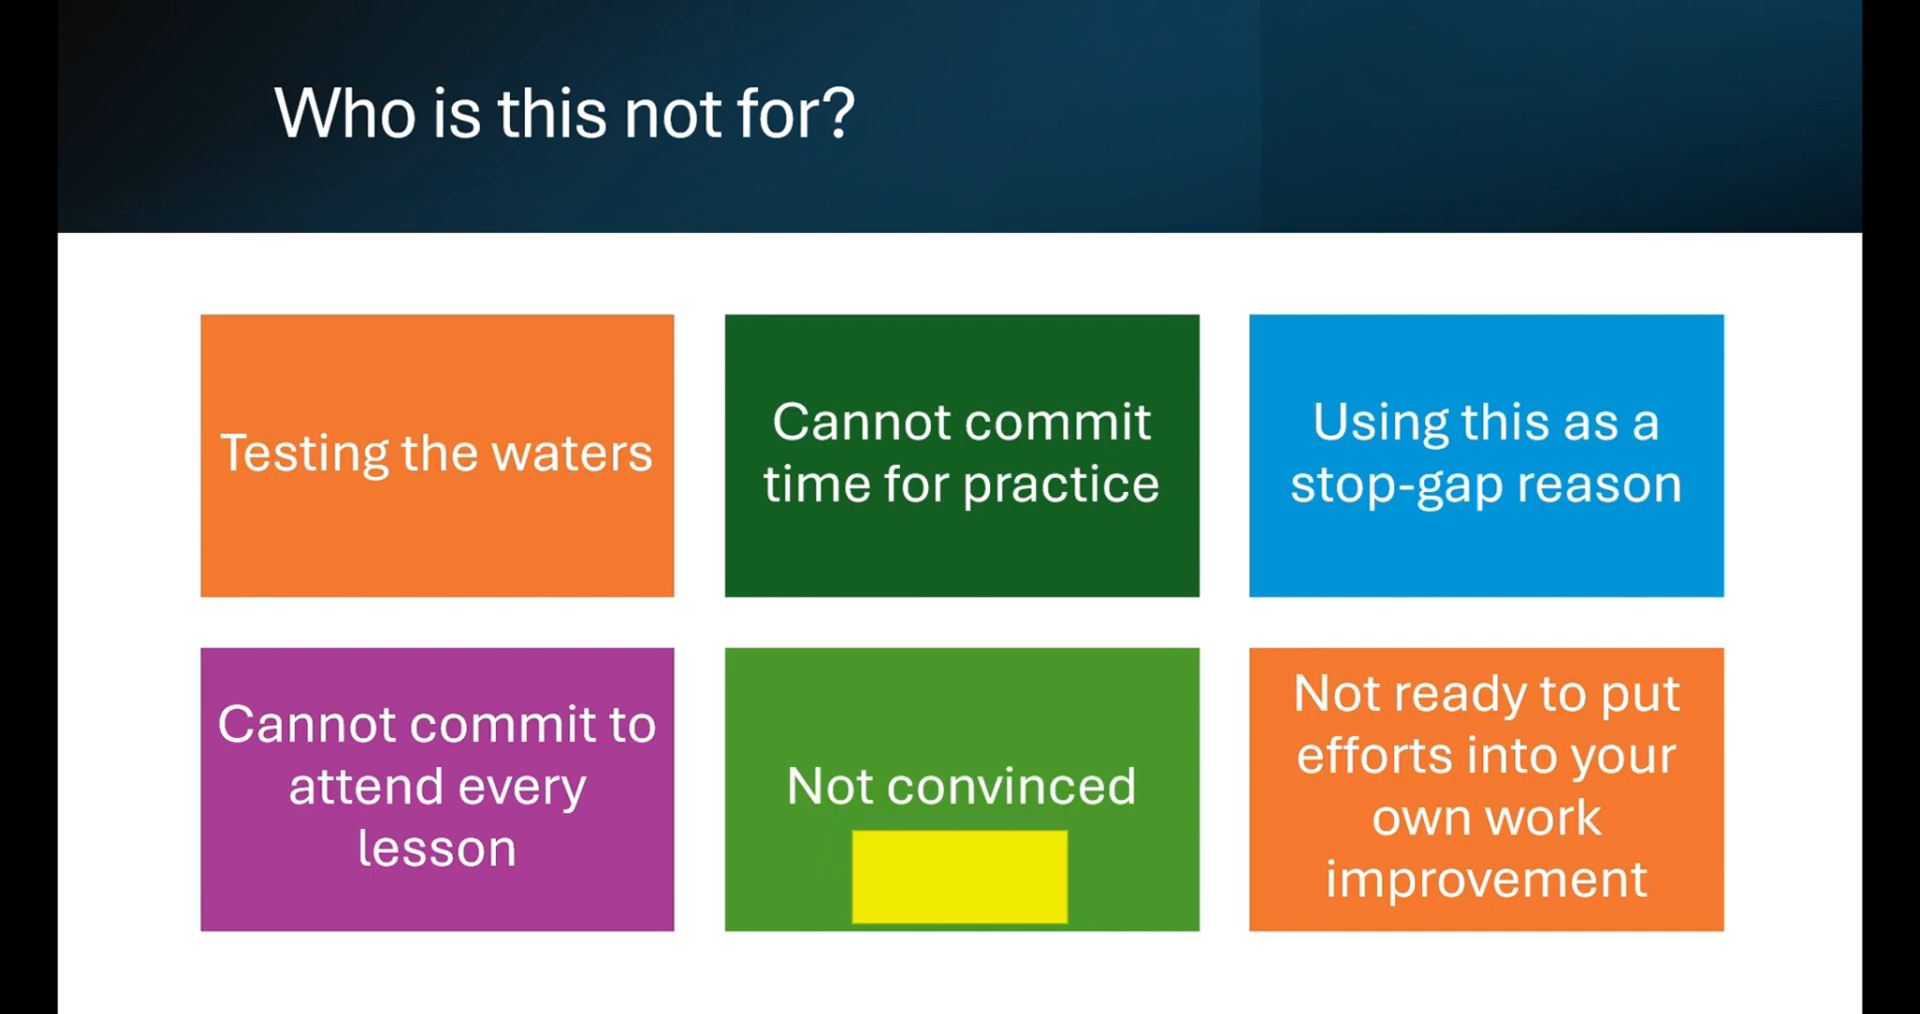 Who is this not for?
Testing the waters
Cannot commit
time for practice
Using this as a
stop-gap reason
Cannot commit to
attend every
lesson
Not convinced
Not ready to put
efforts into your
own work
improvement